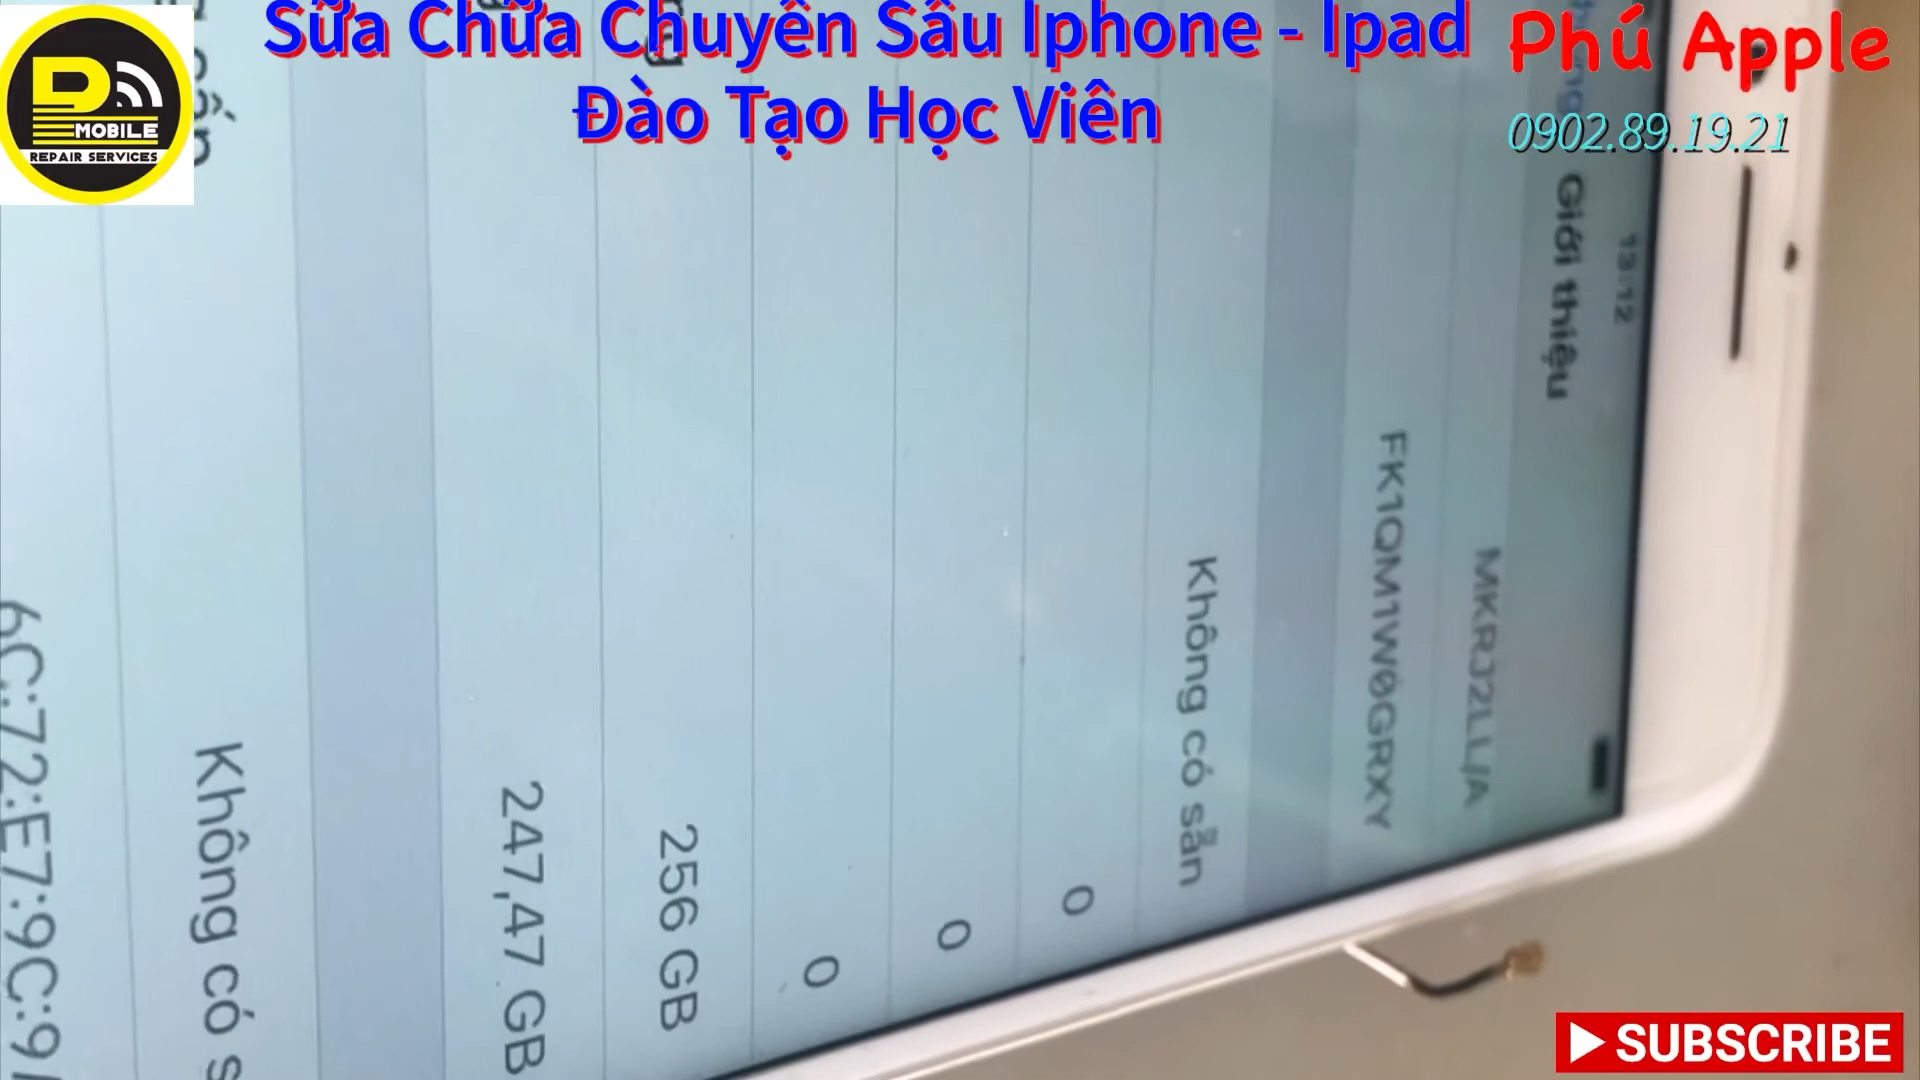 Sữa Chữa Chuyên Sâu Iphone - Ipad
Đào Tạo Học Viên
Phú Apple
0902.89.19.21
MOBILE
REPAIR SERVICES
13:12
Giới thiệu
MKRJ2LL/A
FK1QM1W0GRXY
Không có sẵn
0
0
0
256 GB
247,47 GB
Không có s
6C:72:E7:9C:9
SUBSCRIBE